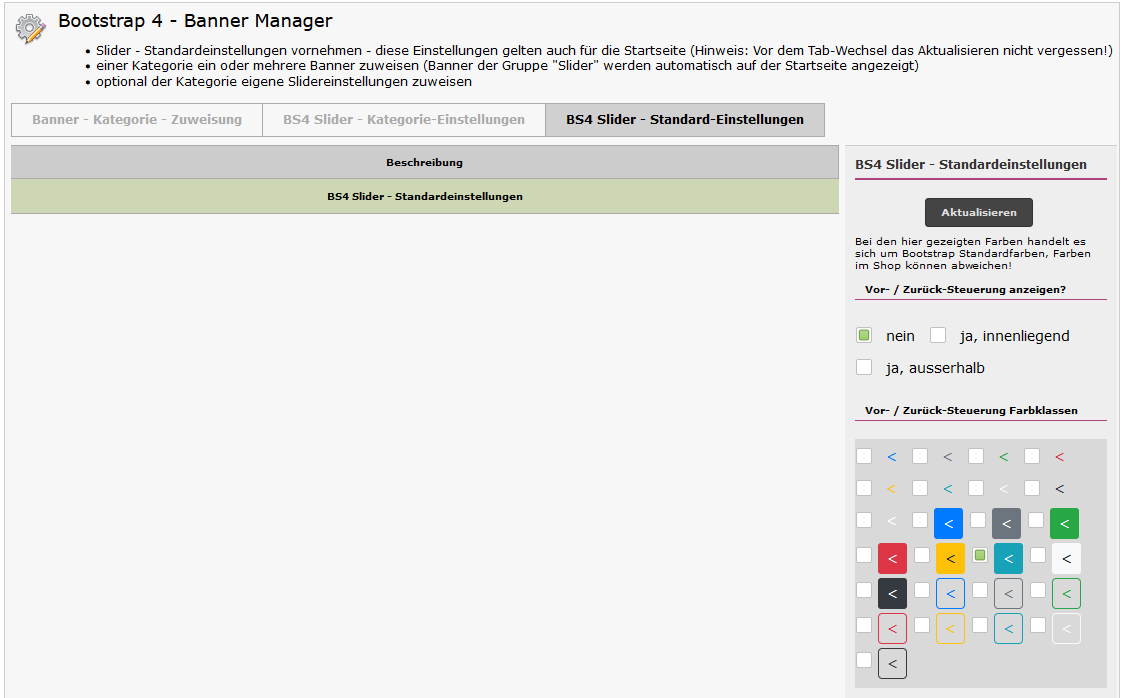 Bootstrap 4 - Banner Manager
• Slider - Standardeinstellungen vornehmen - diese Einstellungen gelten auch für die Startseite (Hinweis: Vor dem Tab-Wechsel das Aktualisieren nicht vergessen!)
• einer Kategorie ein oder mehrere Banner zuweisen (Banner der Gruppe "Slider" werden automatisch auf der Startseite angezeigt)
• optional der Kategorie eigene Slidereinstellungen zuweisen
Banner - Kategorie - Zuweisung
BS4 Slider - Kategorie-Einstellungen
BS4 Slider - Standard-Einstellungen
Beschreibung
BS4 Slider - Standardeinstellungen
BS4 Slider - Standardeinstellungen
Aktualisieren
Bei den hier gezeigten Farben handelt es
sich um Bootstrap Standardfarben, Farben
im Shop können abweichen!
Vor- / Zurück-Steuerung anzeigen?
nein ja, innenliegend
ja, ausserhalb
Vor- / Zurück-Steuerung Farbklassen
< < < <
< < < <
< < < <
< < < <
< < < <
< < < <
<